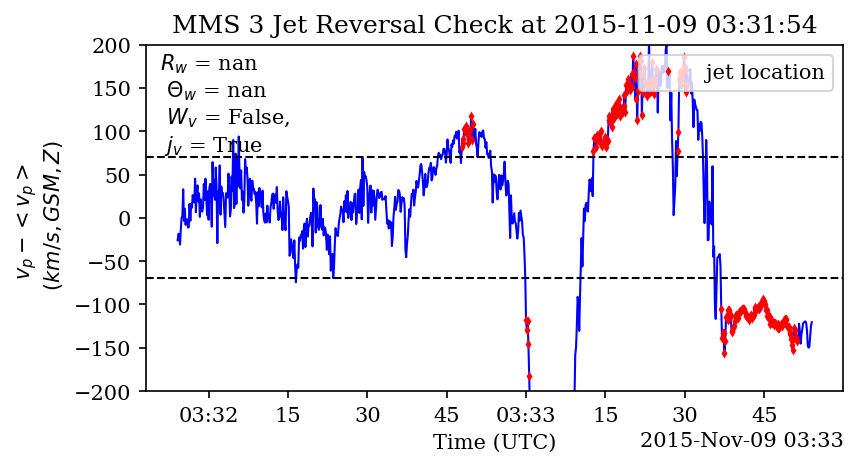 MMS 3 Jet Reversal Check at 2015-11-09 03:31:54
R_w = nan
Θ_w = nan
W_v = False,
j_v = True
jet location
v_p − < v_p >
(km/s, GSM, Z)
200
150
100
50
0
−50
−100
−150
−200
03:32 15 30 45 03:33 15 30 45
Time (UTC)
2015-Nov-09 03:33